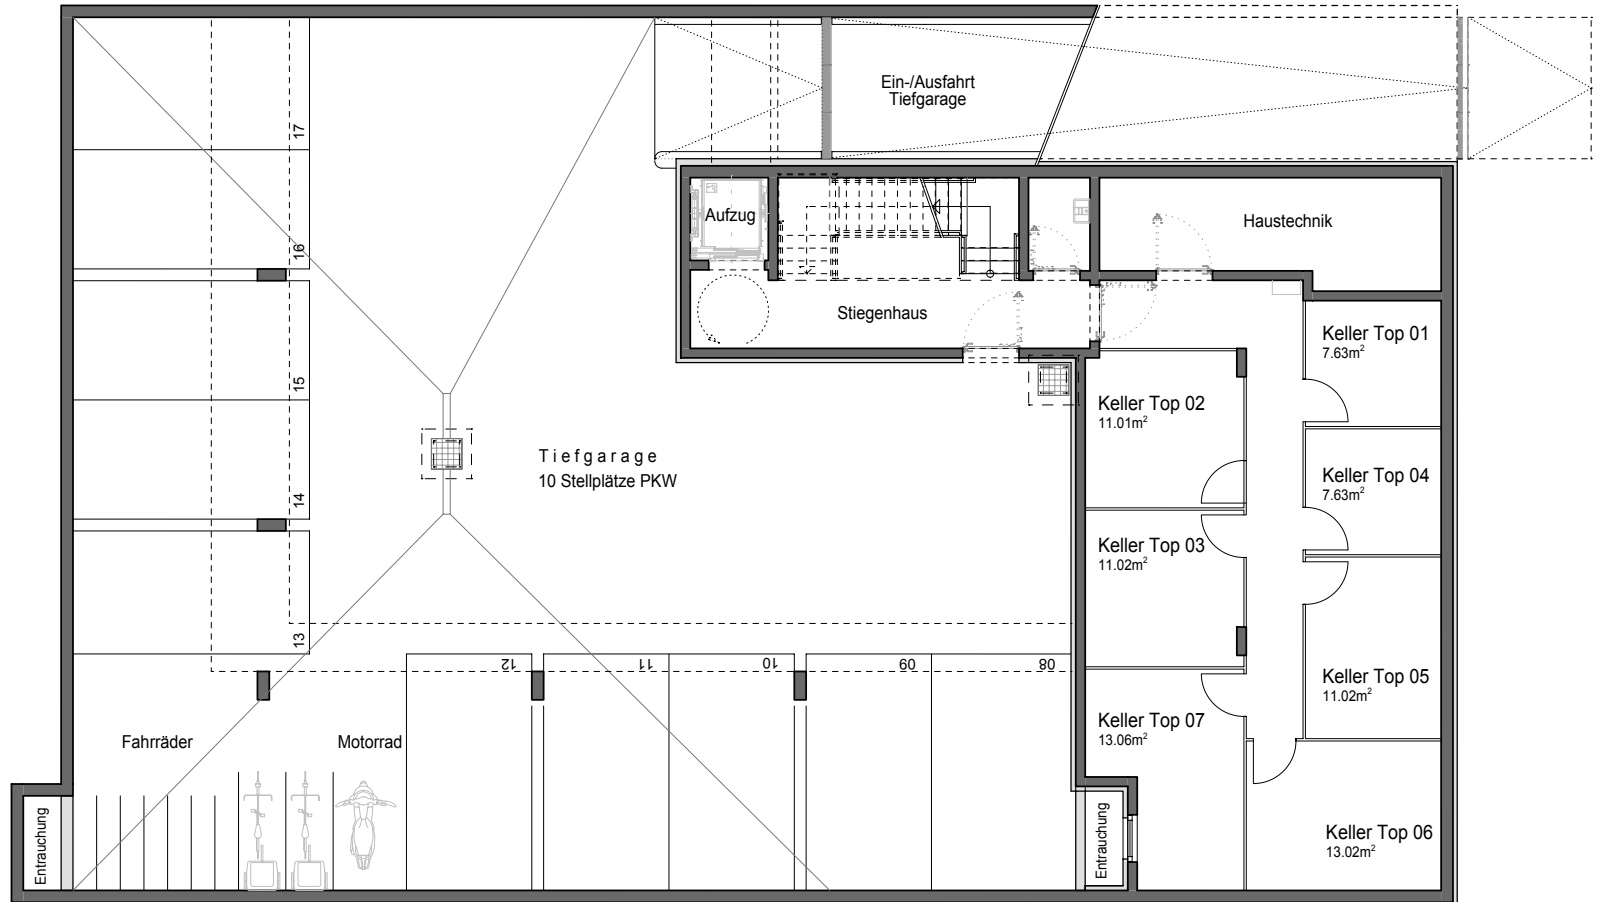 Ein-/Ausfahrt
Tiefgarage
17
16
15
14
13
Aufzug
Stiegenhaus
Haustechnik
Keller Top 01
7.63m²
Keller Top 02
11.01m²
Keller Top 04
7.63m²
Keller Top 03
11.02m²
Keller Top 05
11.02m²
Keller Top 07
13.06m²
Keller Top 06
13.02m²
Tiefgarage
10 Stellplätze PKW
12
11
10
09
08
Fahrräder
Motorrad
Entrauchung
Entrauchung